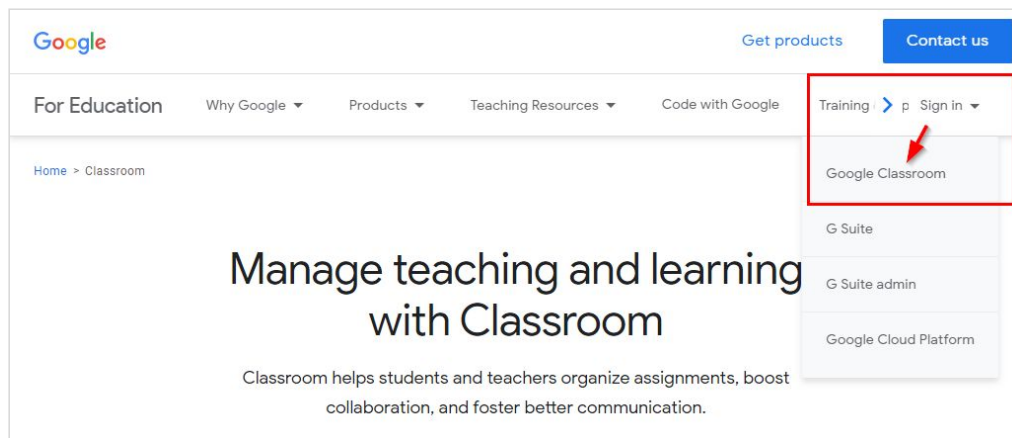 Google
Get products
Contact us
For Education
Why Google
Products
Teaching Resources
Code with Google
Training
p
Sign in
Home > Classroom
Google Classroom
G Suite
G Suite admin
Google Cloud Platform
Manage teaching and learning
with Classroom
Classroom helps students and teachers organize assignments, boost
collaboration, and foster better communication.